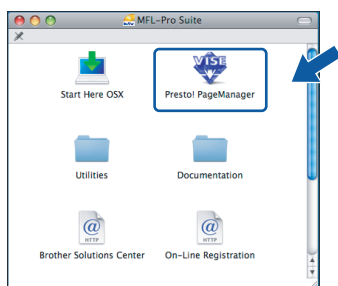 MFL-Pro Suite
VISE
Start Here OSX
Presto! PageManager
Utilities
Documentation
@
HTTP
@
HTTP
Brother Solutions Center
On-Line Registration